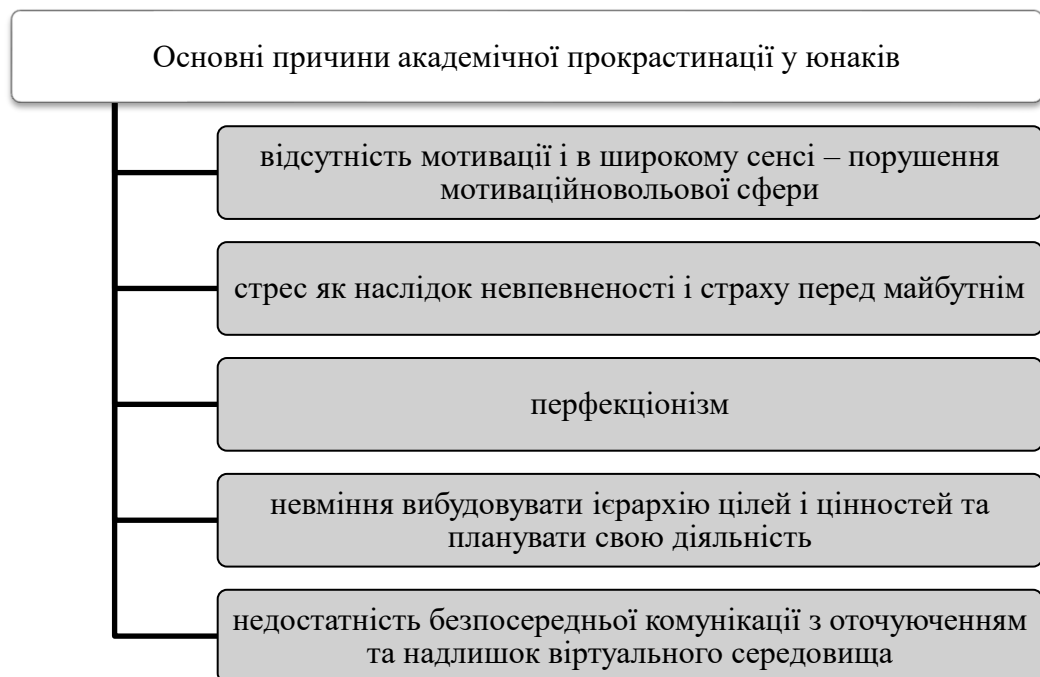 Основні причини академічної прокрастинації у юнаків
відсутність мотивації і в широкому сенсі – порушення
мотиваційновольової сфери
стрес як наслідок невпевненості і страху перед майбутнім
перфекціонізм
невміння вибудовувати ієрархію цілей і цінностей та
планувати свою діяльність
недостатність безпосередньої комунікації з оточуюченням
та надлишок віртуального середовища